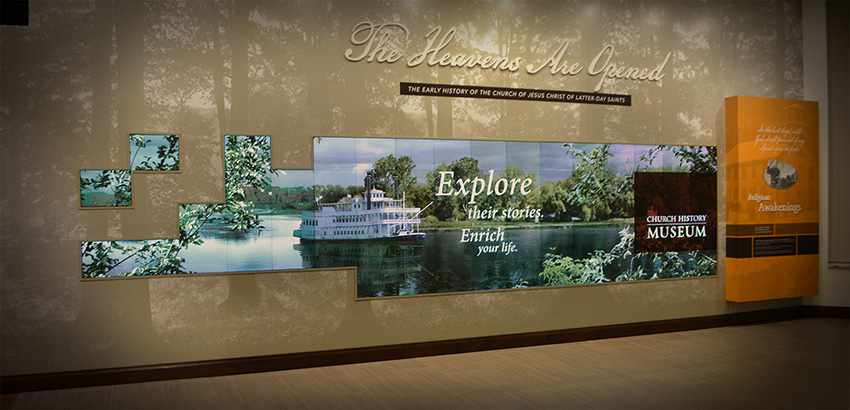 The Heavens Are Opened
THE EARLY HISTORY OF THE CHURCH OF JESUS CHRIST OF LATTER-DAY SAINTS
Explore
their stories.
Enrich
your life.
CHURCH HISTORY
MUSEUM
Religious
Awakenings